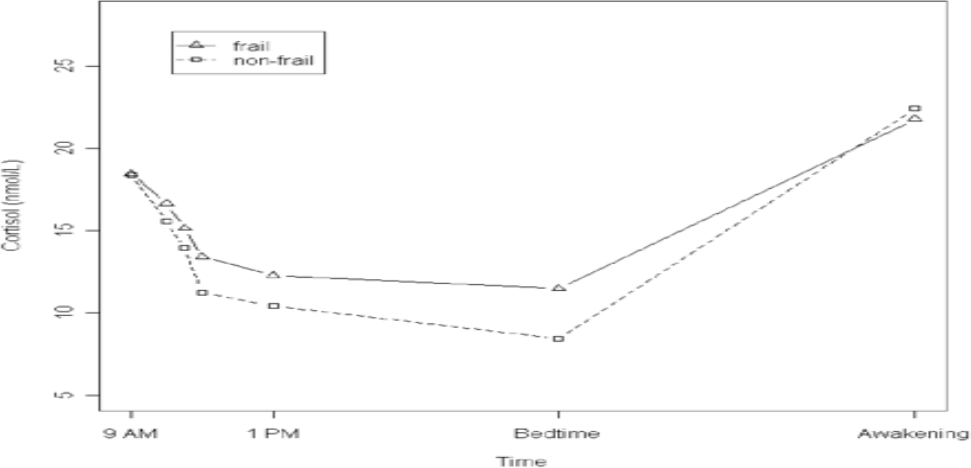 frail
non-frail
25
20
15
10
5
Cortisol (nmol/L)
9 AM
1 PM
Bedtime
Awakening
Time